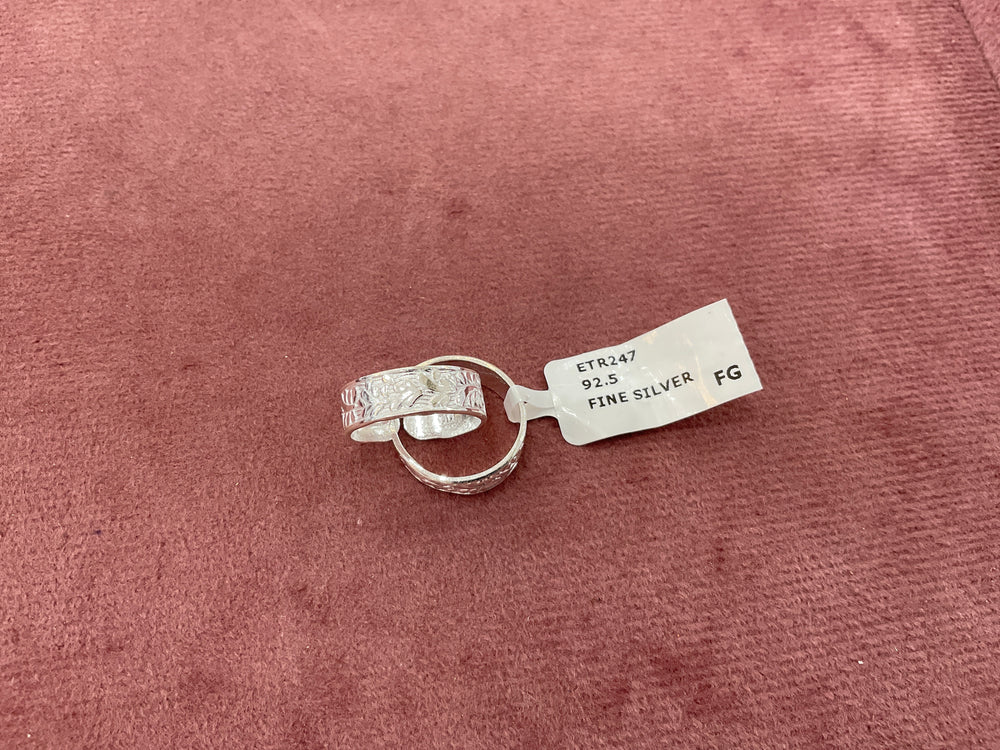 ETR247
92.5
FINE SILVER FG